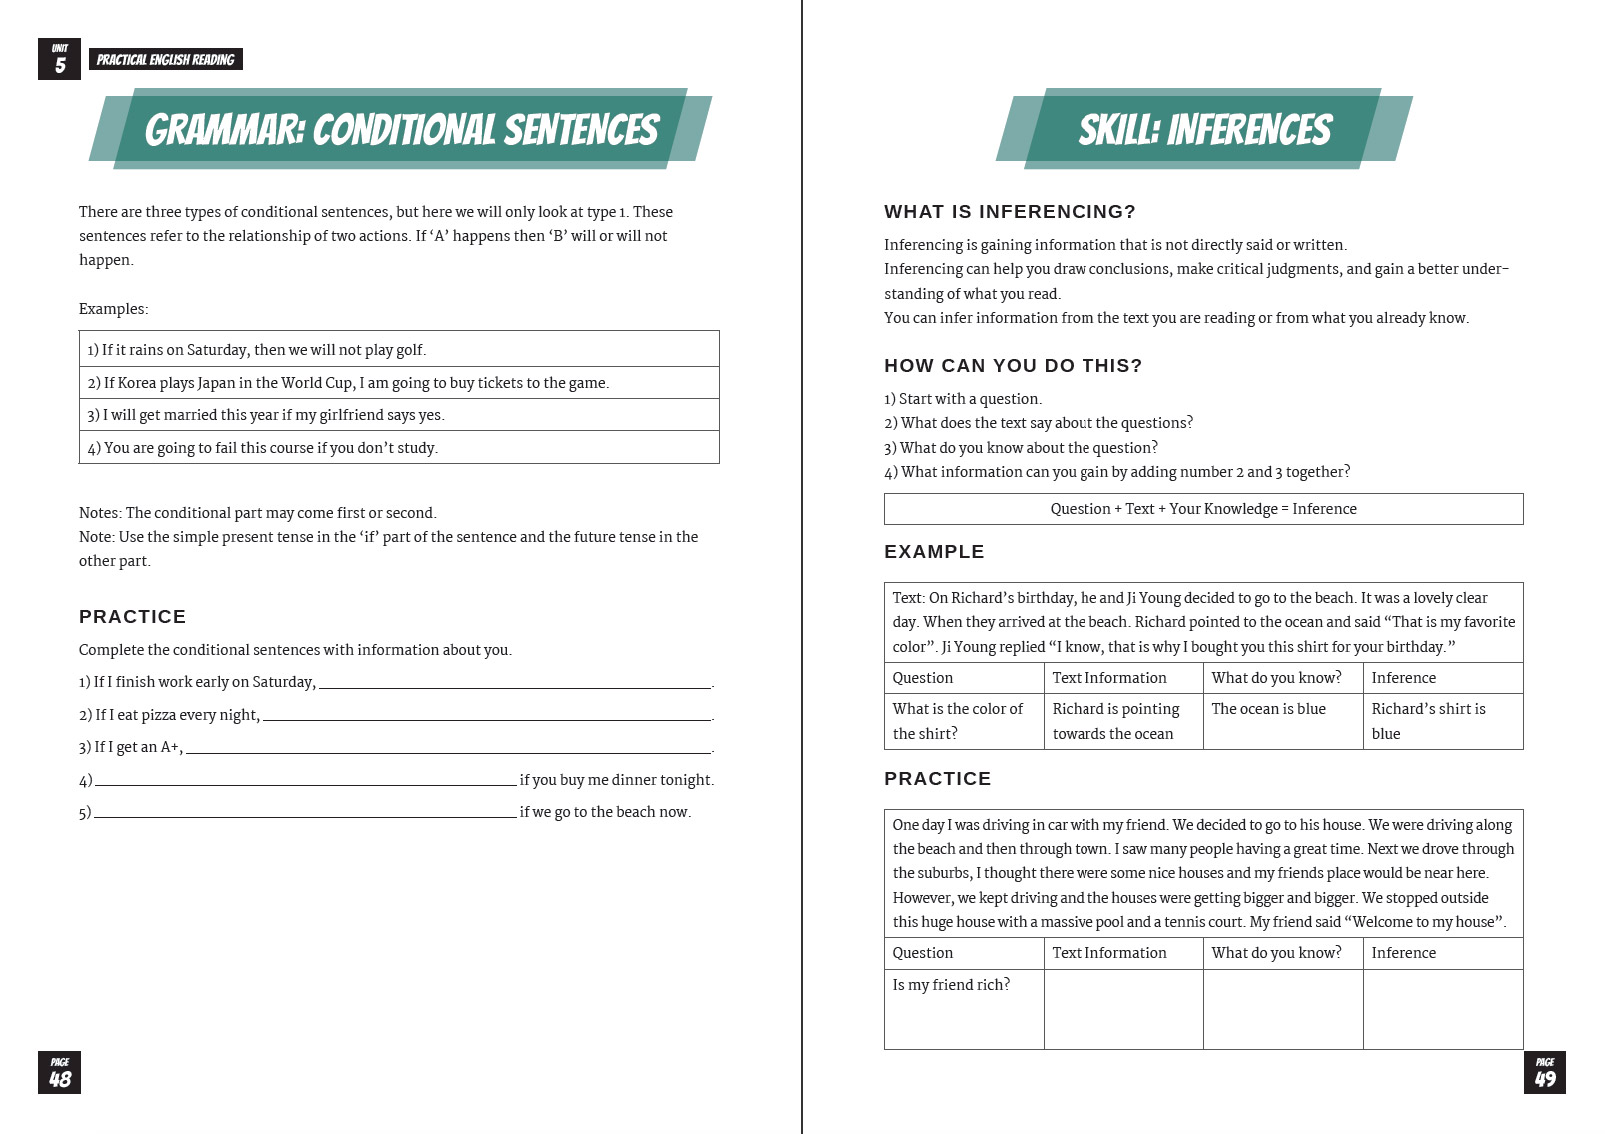 UNIT
5
PRACTICAL ENGLISH READING
GRAMMAR: CONDITIONAL SENTENCES
There are three types of conditional sentences, but here we will only look at type 1. These
sentences refer to the relationship of two actions. If ‘A’ happens then ‘B’ will or will not
happen.
Examples:
1) If it rains on Saturday, then we will not play golf.
2) If Korea plays Japan in the World Cup, I am going to buy tickets to the game.
3) I will get married this year if my girlfriend says yes.
4) You are going to fail this course if you don’t study.
Notes: The conditional part may come first or second.
Note: Use the simple present tense in the ‘if’ part of the sentence and the future tense in the
other part.
PRACTICE
Complete the conditional sentences with information about you.
1) If I finish work early on Saturday, ______.
2) If I eat pizza every night, ______.
3) If I get an A+, ______.
4) ______ if you buy me dinner tonight.
5) ______ if we go to the beach now.
PAGE
48
SKILL: INFERENCES
WHAT IS INFERENCING?
Inferencing is gaining information that is not directly said or written.
Inferencing can help you draw conclusions, make critical judgments, and gain a better under-
standing of what you read.
You can infer information from the text you are reading or from what you already know.
HOW CAN YOU DO THIS?
1) Start with a question.
2) What does the text say about the questions?
3) What do you know about the question?
4) What information can you gain by adding number 2 and 3 together?
Question + Text + Your Knowledge = Inference
EXAMPLE
Text: On Richard’s birthday, he and Ji Young decided to go to the beach. It was a lovely clear
day. When they arrived at the beach. Richard pointed to the ocean and said “That is my favorite
color”. Ji Young replied “I know, that is why I bought you this shirt for your birthday.”
Question Text Information What do you know? Inference
What is the color of Richard is pointing The ocean is blue Richard’s shirt is
the shirt? towards the ocean blue
PRACTICE
One day I was driving in car with my friend. We decided to go to his house. We were driving along
the beach and then through town. I saw many people having a great time. Next we drove through
the suburbs, I thought there were some nice houses and my friends place would be near here.
However, we kept driving and the houses were getting bigger and bigger. We stopped outside
this huge house with a massive pool and a tennis court. My friend said “Welcome to my house”.
Question Text Information What do you know? Inference
Is my friend rich?
PAGE
49